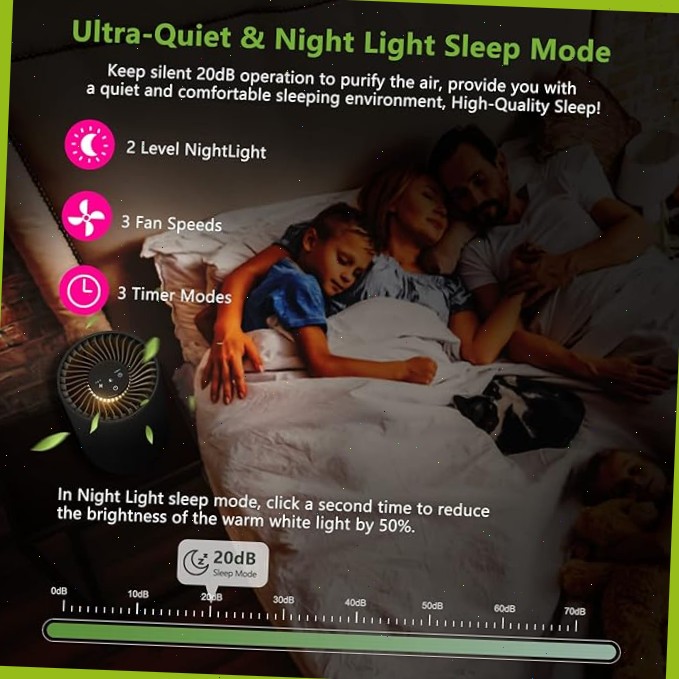 Ultra-Quiet & Night Light Sleep Mode
Keep silent 20dB operation to purify the air, provide you with
a quiet and comfortable sleeping environment, High-Quality Sleep!
2 Level NightLight
3 Fan Speeds
3 Timer Modes
In Night Light sleep mode, click a second time to reduce
the brightness of the warm white light by 50%.
20dB
Sleep Mode
0dB 10dB 20dB 30dB 40dB 50dB 60dB 70dB